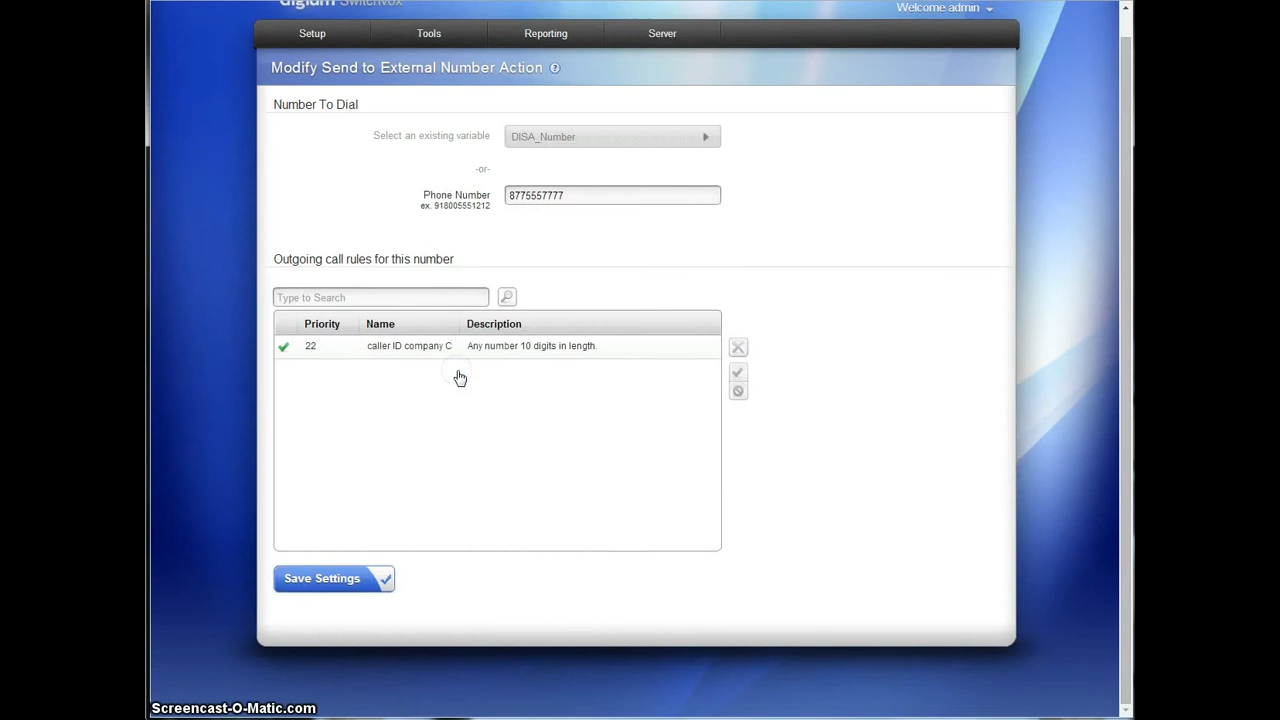 digium Switchvox
Welcome admin
Setup Tools Reporting Server
Modify Send to External Number Action ?
Number To Dial
Select an existing variable DISA_Number
-or-
Phone Number 8775557777
ex. 918005551212
Outgoing call rules for this number
Type to Search
Priority Name Description
22 caller ID company C Any number 10 digits in length.
Save Settings
Screencast-O-Matic.com